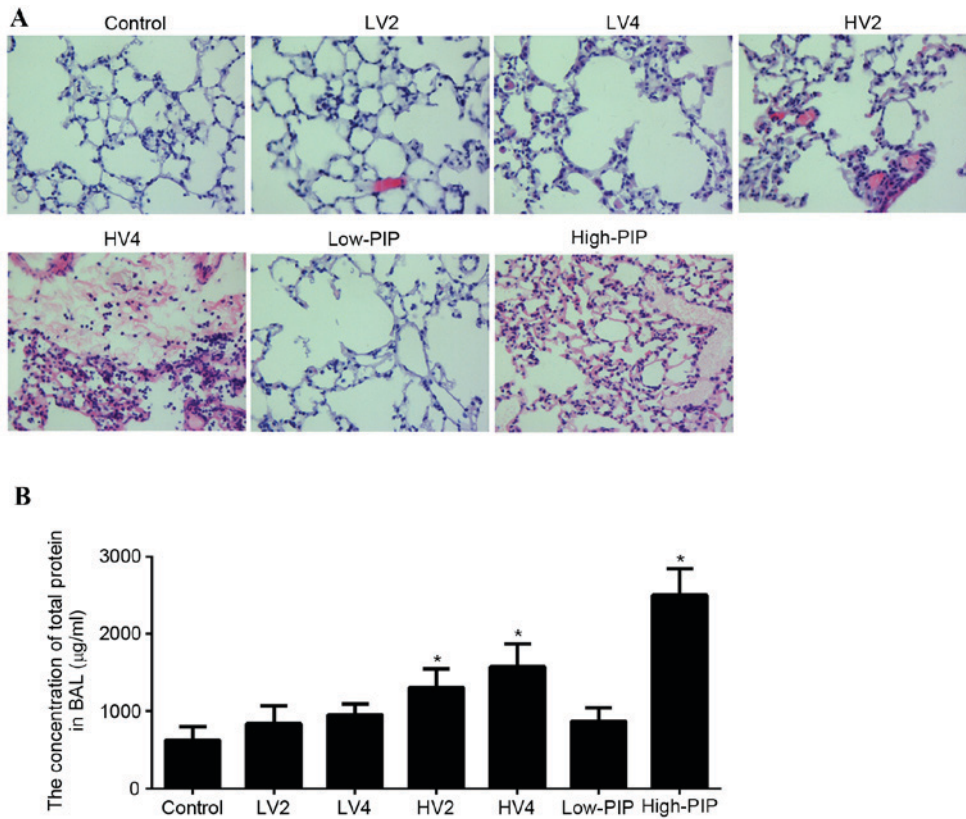 A
Control
LV2
LV4
HV2
HV4
Low-PIP
High-PIP
B
The concentration of total protein
in BAL (µg/ml)
3000
2000
1000
0
*
*
*
Control
LV2
LV4
HV2
HV4
Low-PIP
High-PIP